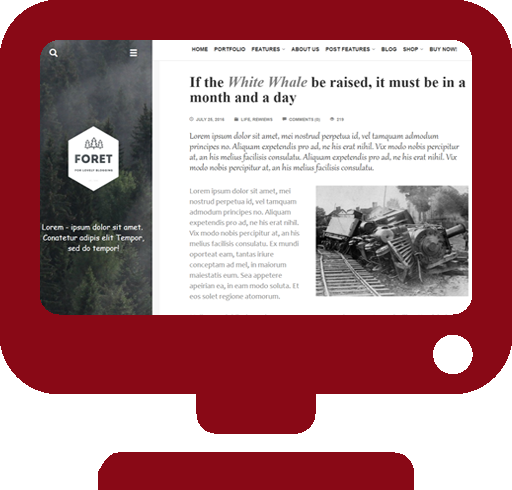 HOME PORTFOLIO FEATURES ABOUT US POST FEATURES BLOG SHOP BUY NOW!
FORET
FOR LOVELY BLOGGING
Lorem - ipsum dolor sit amet.
Conatetur adipis elit Tempor,
sed do tempor!
If the White Whale be raised, it must be in a
month and a day
JULY 29, 2016 LIFE, REWIEWS COMMENTS (0) 219
Lorem ipsum dolor sit amet, mei nostrud perpetua id, vel tamquam admodum
principes no. Aliquam expetendis pro ad, ne his erat nihil. Vix modo nobis percipitur
at, an his melius facilisis consulatu. Aliquam expetendis pro ad, ne his erat nihil. Vix
modo nobis percipitur at, an his melius facilisis consulatu.
Lorem ipsum dolor sit amet, mei
nostrud perpetua id, vel tamquam
admodum principes no. Aliquam
expetendis pro ad, ne his erat nihil.
Vix modo nobis percipitur at, an his
melius facilisis consulatu. Ex mundi
oporteat eam, tantas iriure
conceptam ad mei, in maiorum
maiestatis eum. Sea appetere
apeirian ea, in eam modo soluta. Et
eos solet regione atomorum.